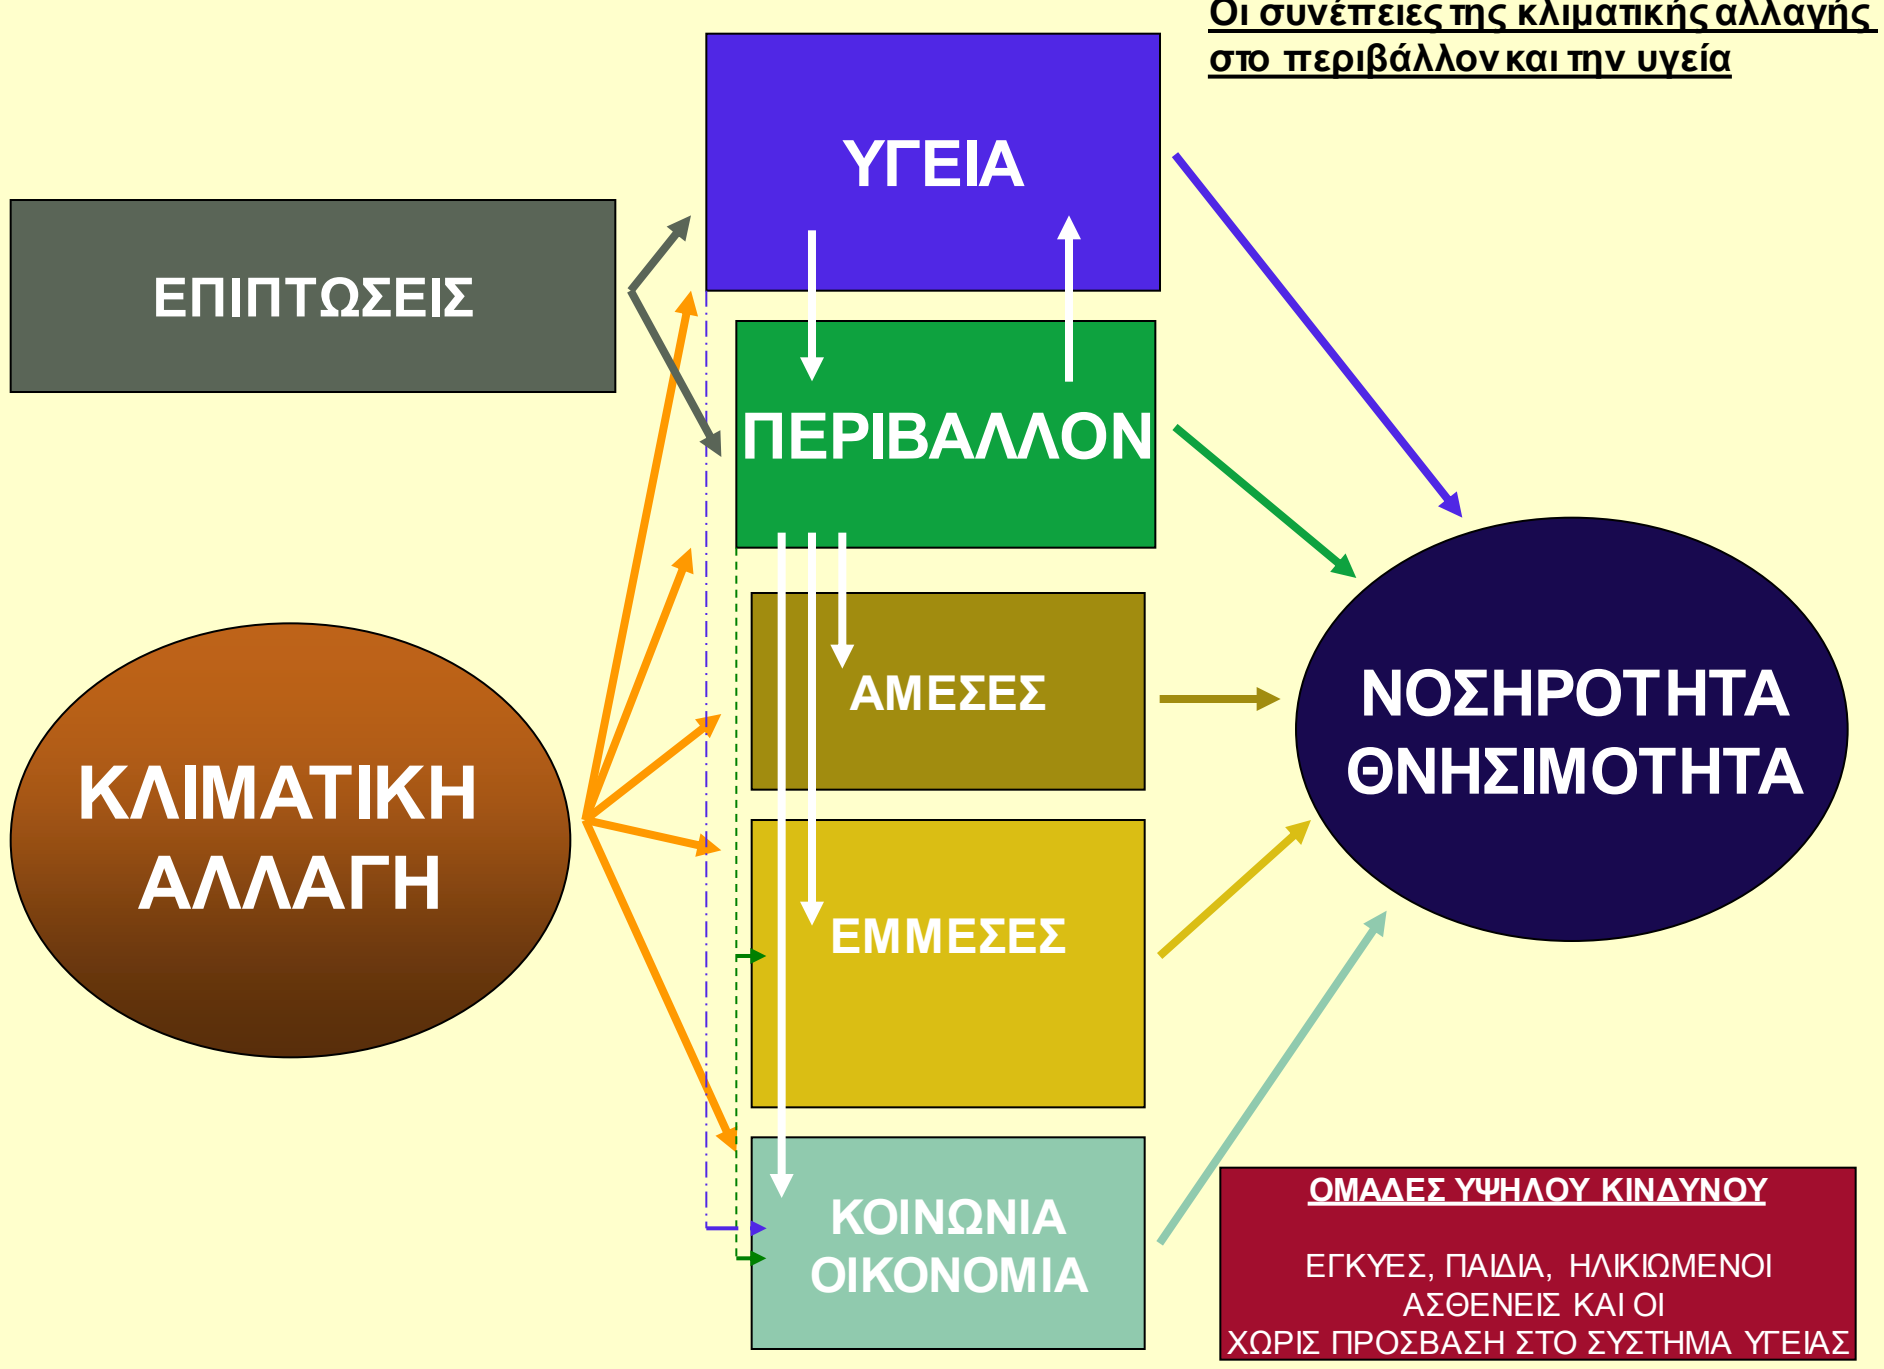 Οι συνέπειες της κλιματικής αλλαγής
στο περιβάλλον και την υγεία
ΥΓΕΙΑ
ΕΠΙΠΤΩΣΕΙΣ
ΠΕΡΙΒΑΛΛΟΝ
ΑΜΕΣΕΣ
ΝΟΣΗΡΟΤΗΤΑ
ΘΝΗΣΙΜΟΤΗΤΑ
ΚΛΙΜΑΤΙΚΗ
ΑΛΛΑΓΗ
ΕΜΜΕΣΕΣ
ΚΟΙΝΩΝΙΑ
ΟΙΚΟΝΟΜΙΑ
ΟΜΑΔΕΣ ΥΨΗΛΟΥ ΚΙΝΔΥΝΟΥ
ΕΓΚΥΕΣ, ΠΑΙΔΙΑ, ΗΛΙΚΙΩΜΕΝΟΙ
ΑΣΘΕΝΕΙΣ ΚΑΙ ΟΙ
ΧΩΡΙΣ ΠΡΟΣΒΑΣΗ ΣΤΟ ΣΥΣΤΗΜΑ ΥΓΕΙΑΣ